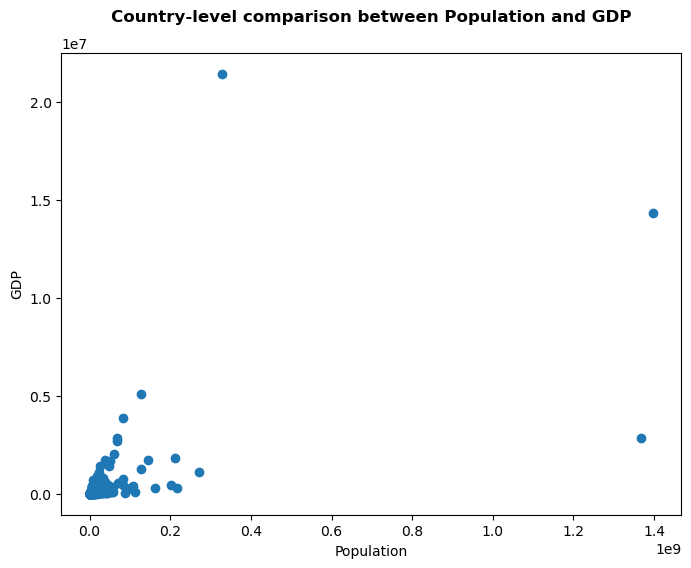 Country-level comparison between Population and GDP
1e7
2.0
1.5
1.0
0.5
0.0
GDP
0.0 0.2 0.4 0.6 0.8 1.0 1.2 1.4
1e9
Population